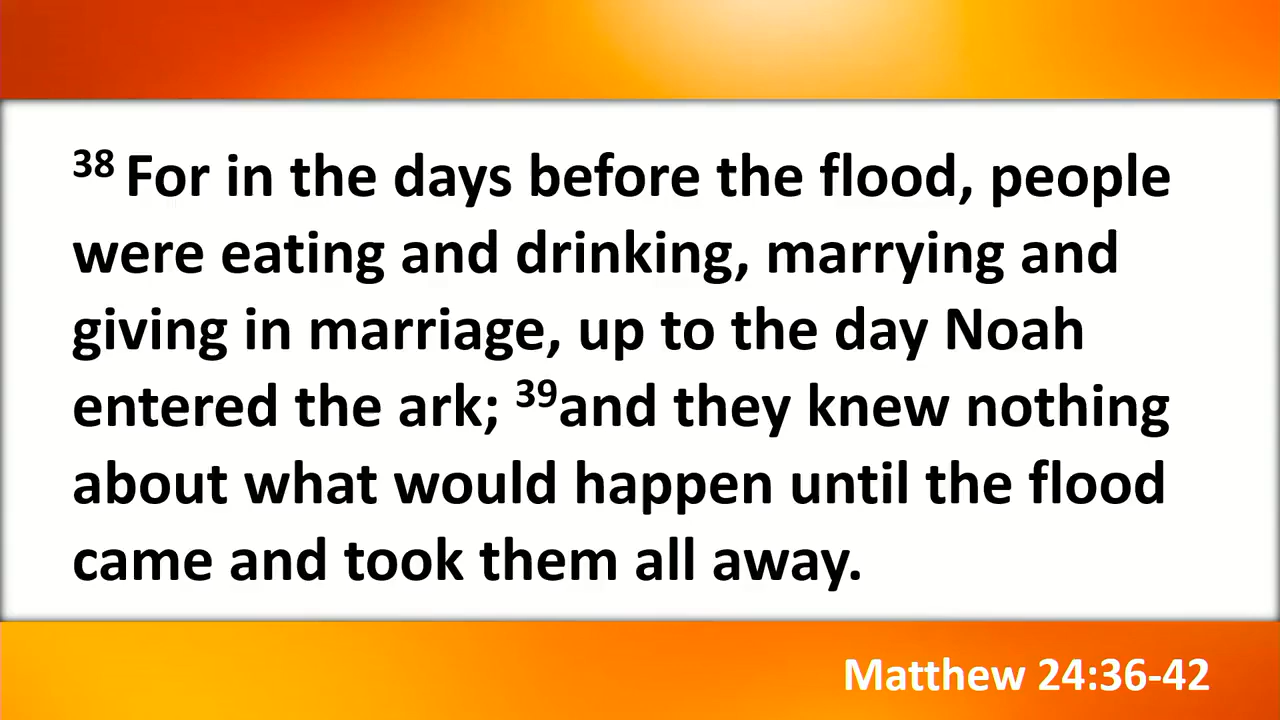 38 For in the days before the flood, people
were eating and drinking, marrying and
giving in marriage, up to the day Noah
entered the ark; 39and they knew nothing
about what would happen until the flood
came and took them all away.
Matthew 24:36-42